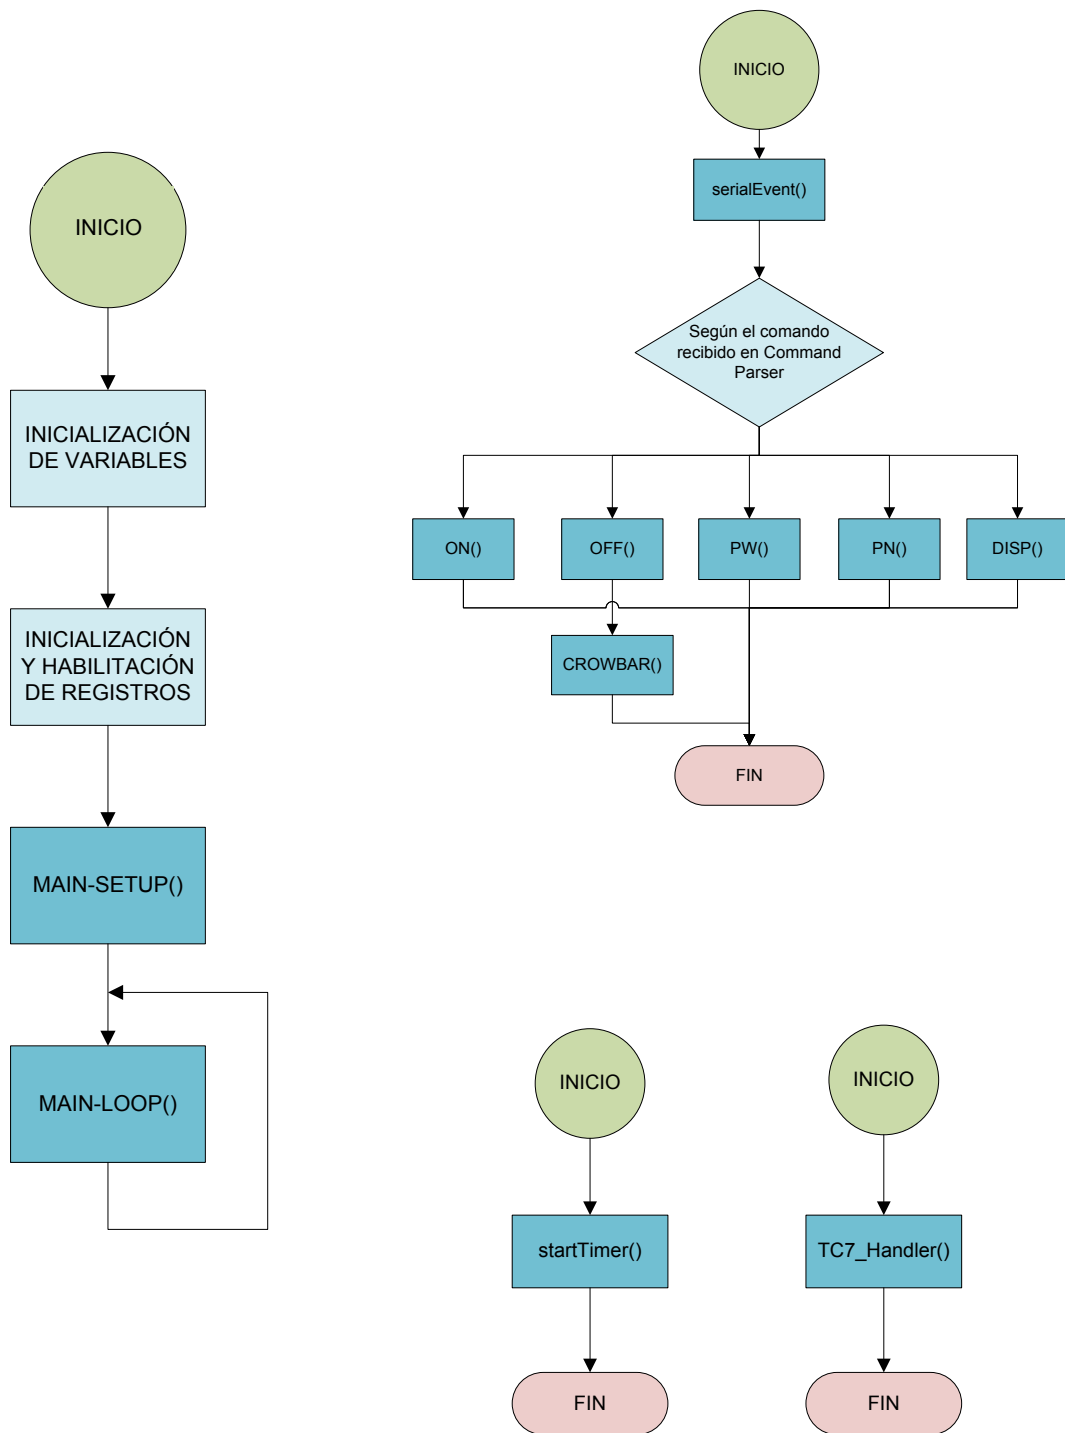 INICIO
INICIALIZACIÓN
DE VARIABLES
INICIALIZACIÓN
Y HABILITACIÓN
DE REGISTROS
MAIN-SETUP()
MAIN-LOOP()
INICIO
serialEvent()
Según el comando
recibido en Command
Parser
ON()
OFF()
PW()
PN()
DISP()
CROWBAR()
FIN
INICIO
startTimer()
FIN
INICIO
TC7_Handler()
FIN